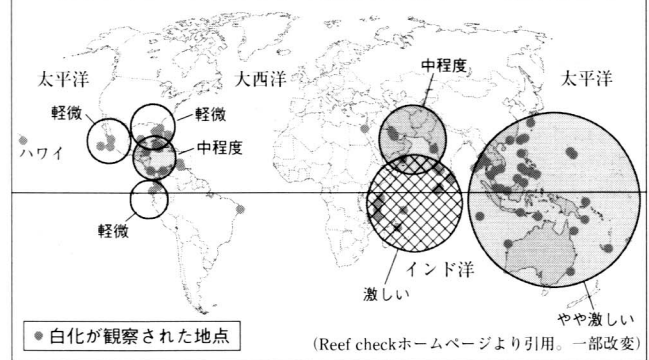 太平洋
大西洋
中程度
太平洋
軽微
軽微
ハワイ
中程度
軽微
インド洋
激しい
やや激しい
白化が観察された地点
(Reef checkホームページより引用。一部改変)